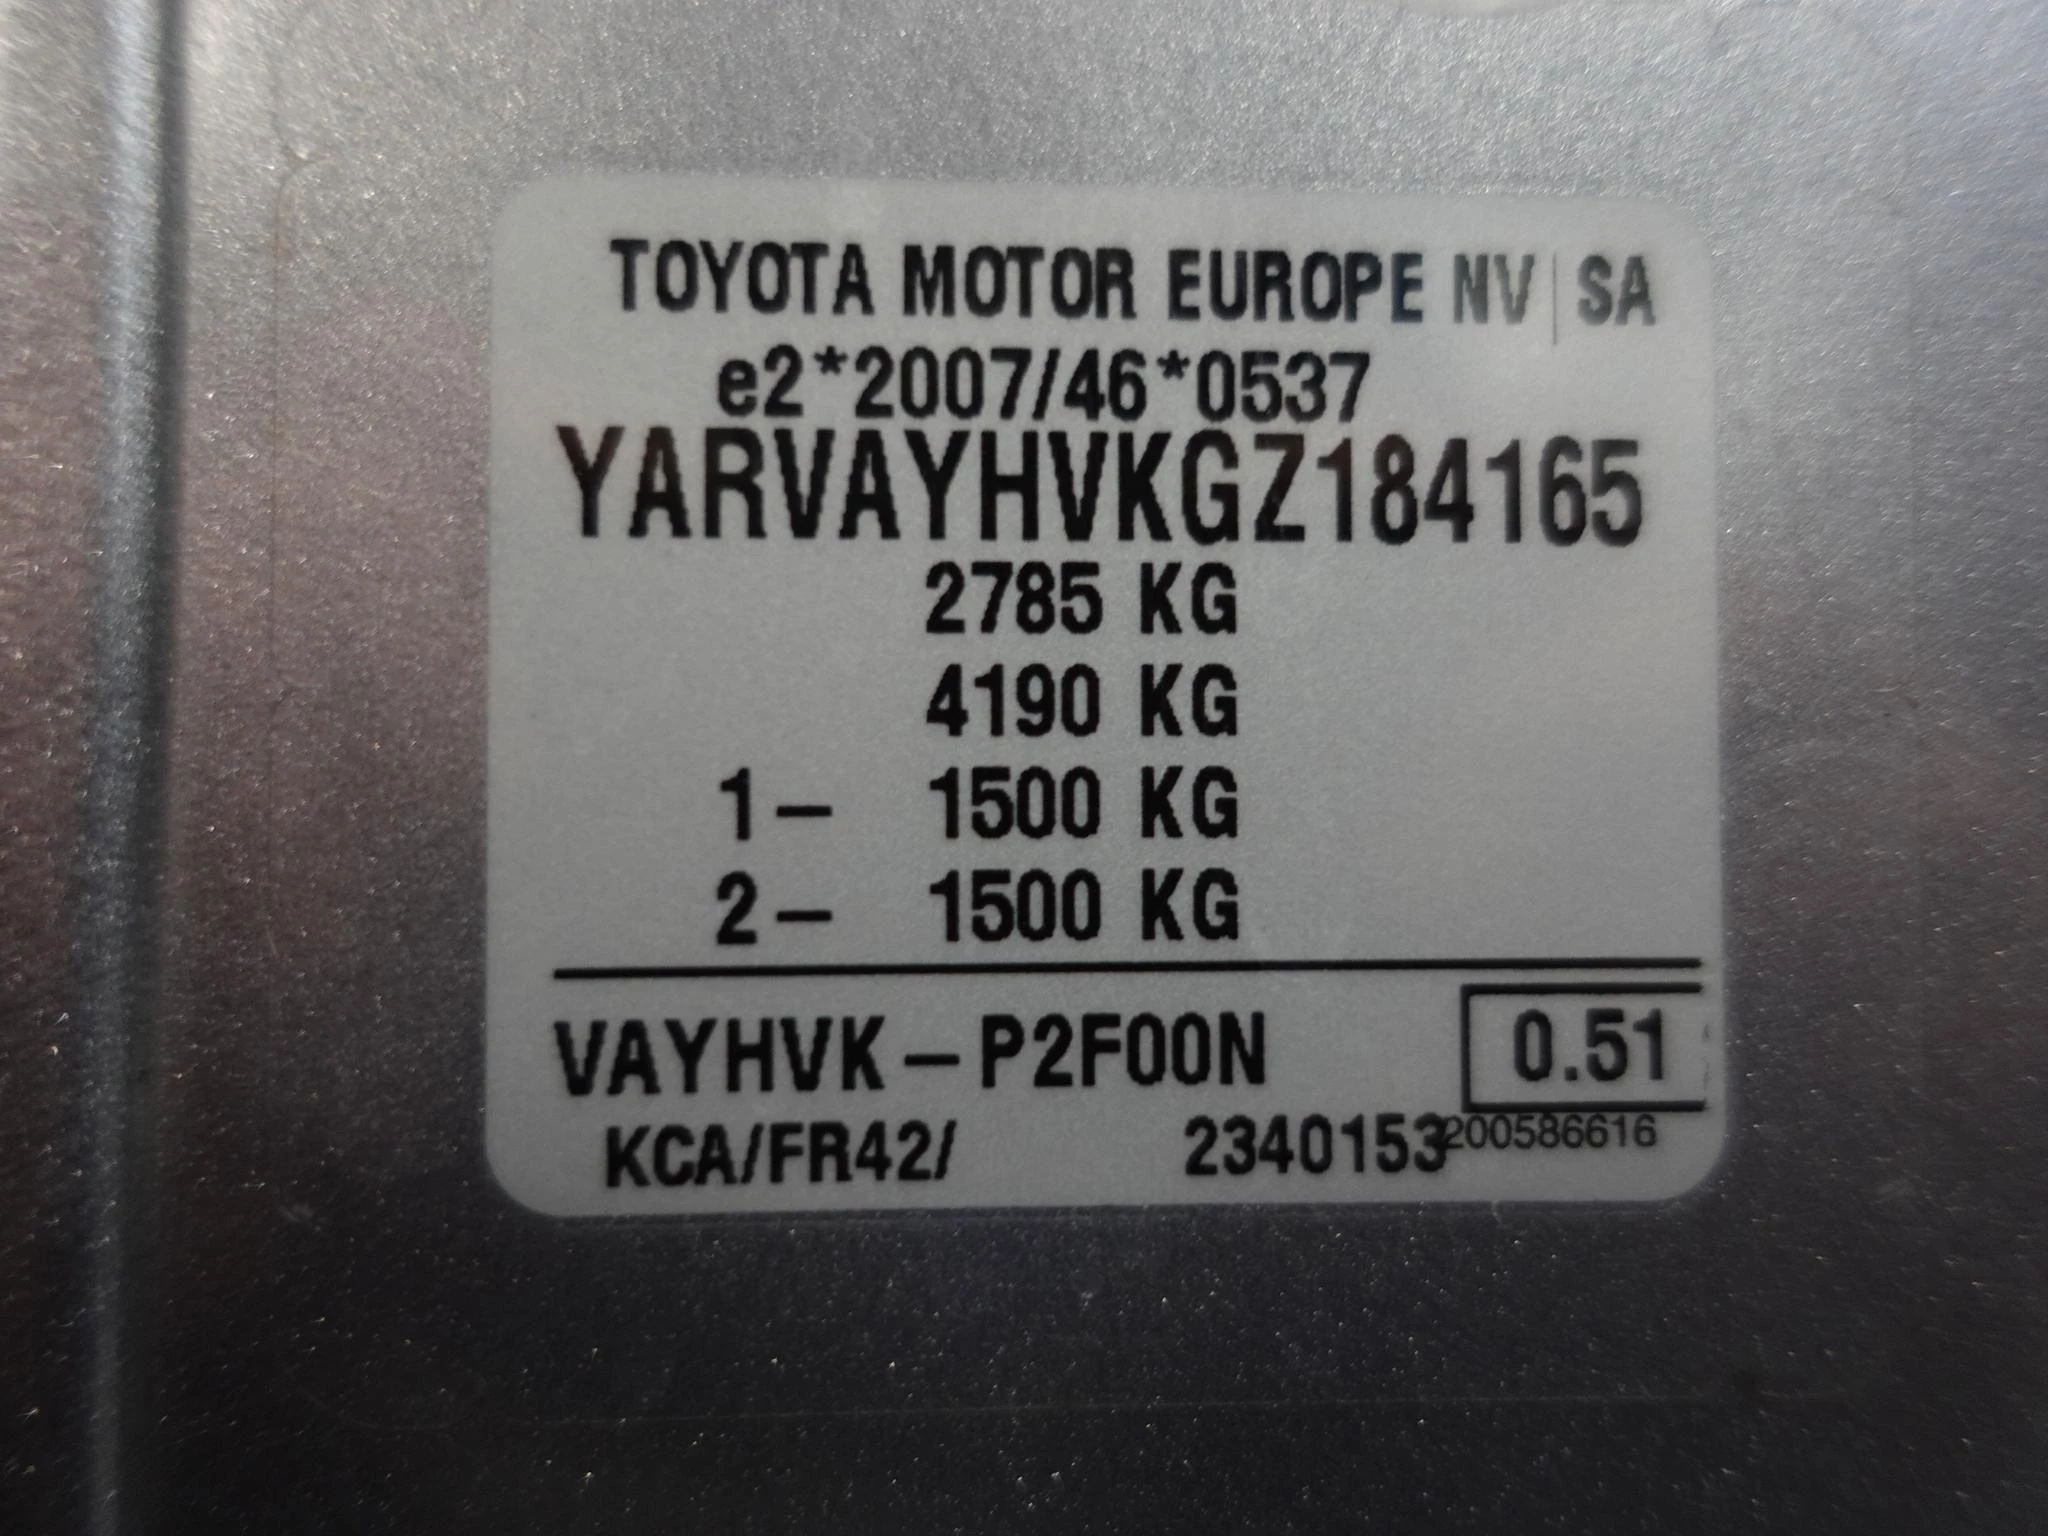 TOYOTA MOTOR EUROPE NV|SA
e2*2007/46*0537
YARVAYHVKGZ184165
2785 KG
4190 KG
1– 1500 KG
2– 1500 KG
VAYHVK–P2F00N 0.51
KCA/FR42/ 2340153 200586616